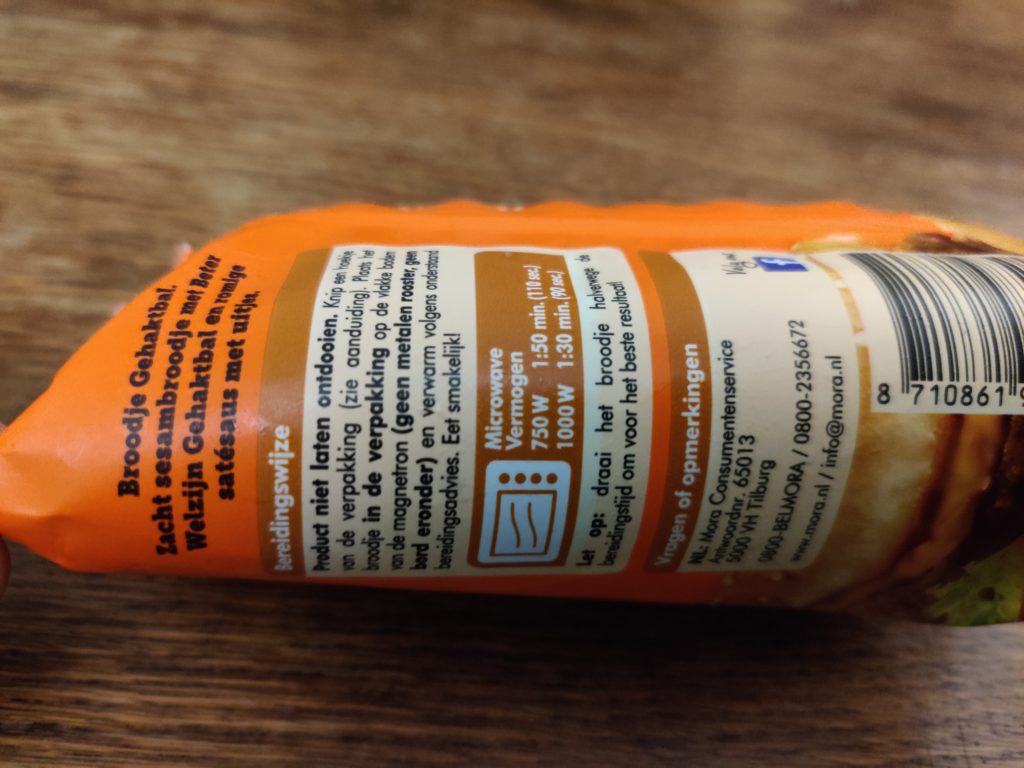 Broodje Gehaktbal.
Zacht sesambroodje met Beter
Welzijn Gehaktbal en romige
satésaus met uitjes.
Bereidingswijze
Product niet laten ontdooien. Knip een hoekje
van de verpakking (zie aanduiding). Plaats het
broodje in de verpakking op de vlakke bodem
van de magnetron (geen metalen rooster, geen
bord eronder) en verwarm volgens onderstaand
bereidingsadvies. Eet smakelijk!
Microwave
Vermogen
750 W 1:50 min. (110 sec.)
1000 W 1:30 min. (90 sec.)
Let op: draai het broodje halverwege de
bereidingstijd om voor het beste resultaat!
Vragen of opmerkingen
NL: Mora Consumentenservice
Antwoordnr. 65013
5000 VH Tilburg
0800-BELMORA / 0800-2356672
www.mora.nl / info@mora.nl
Volg ons
f
8 710861